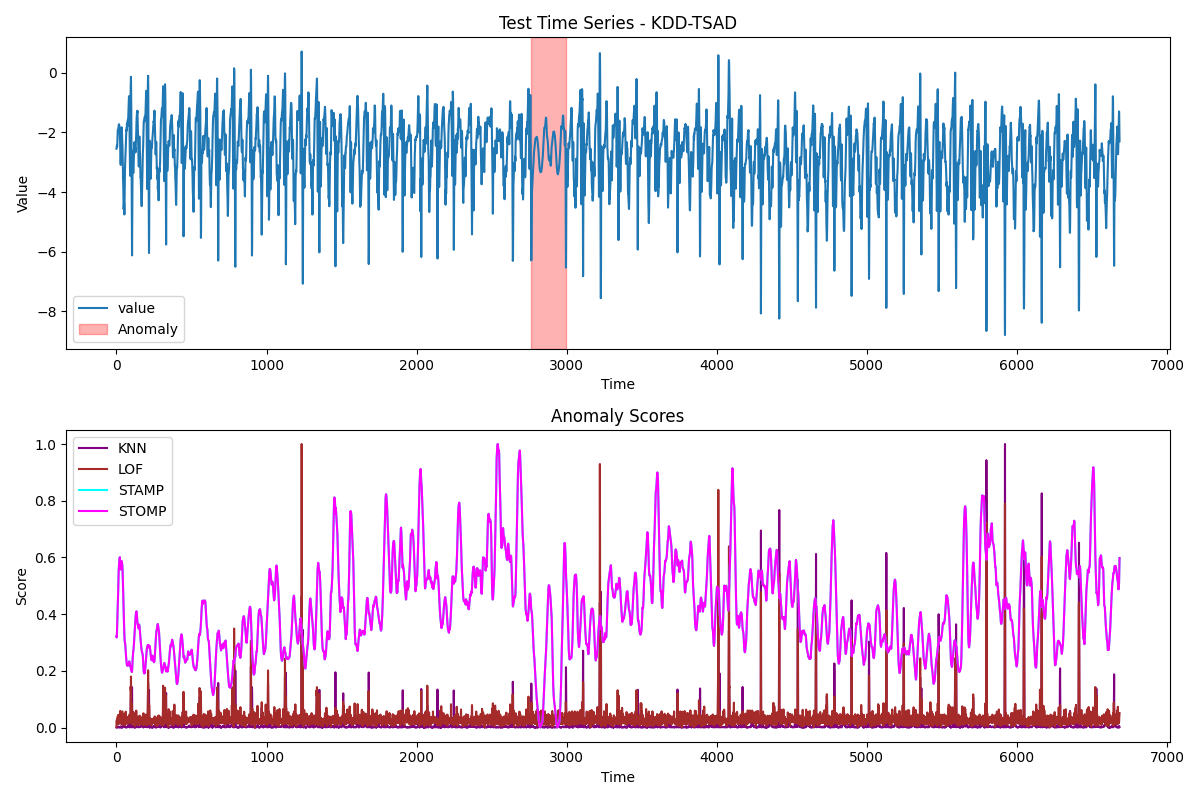 Test Time Series - KDD-TSAD
0
−2
−4
−6
−8
Value
value
Anomaly
0 1000 2000 3000 4000 5000 6000 7000
Time
Anomaly Scores
1.0
0.8
0.6
0.4
0.2
0.0
Score
KNN
LOF
STAMP
STOMP
0 1000 2000 3000 4000 5000 6000 7000
Time